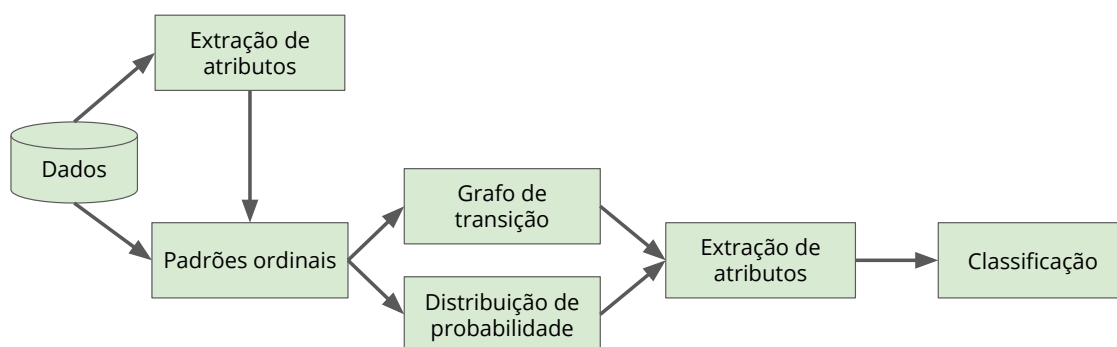 Extração de
atributos
Dados
Padrões ordinais
Grafo de
transição
Distribuição de
probabilidade
Extração de
atributos
Classificação